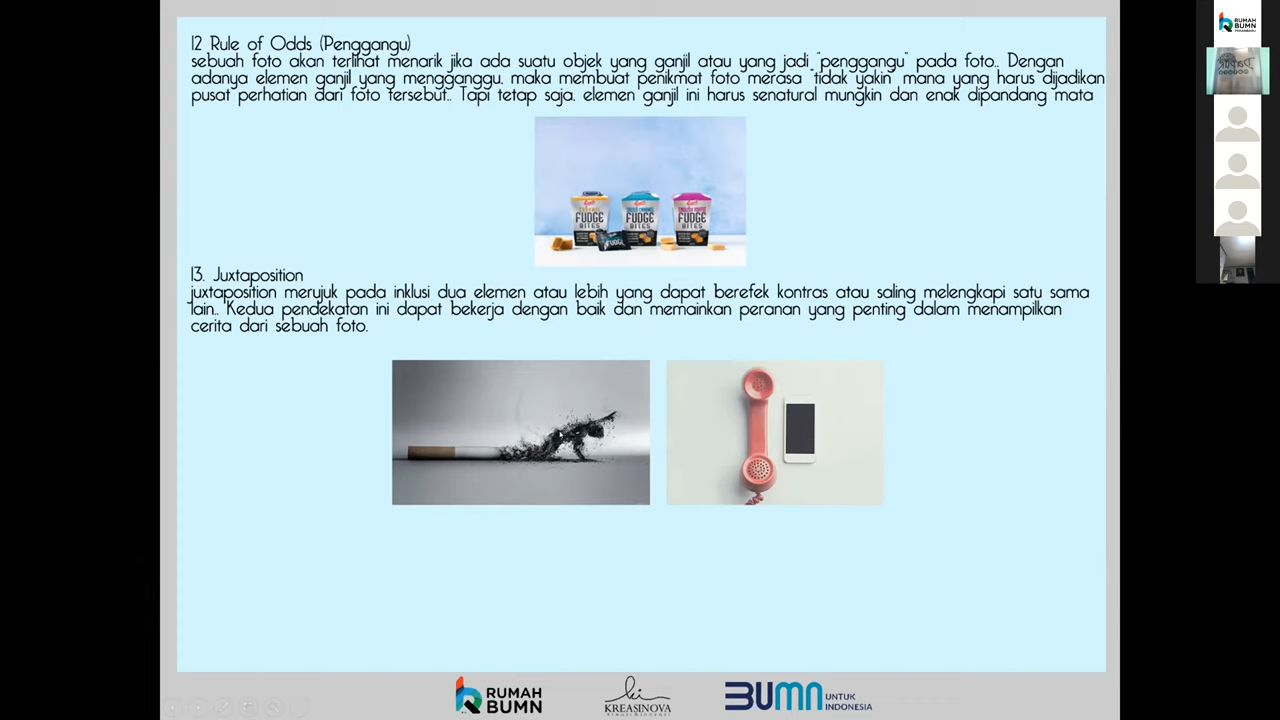 12 Rule of Odds (Penggangu)
sebuah foto akan terlihat menarik jika ada suatu objek yang ganjil atau yang jadi "penggangu" pada foto.. Dengan
adanya elemen ganjil yang mengganggu, maka membuat penikmat foto merasa "tidak yakin" mana yang harus dijadikan
pusat perhatian dari foto tersebut.. Tapi tetap saja, elemen ganjil ini harus senatural mungkin dan enak dipandang mata
FUDGE BITES
FUDGE BITES
FUDGE BITES
13. Juxtaposition
juxtaposition merujuk pada inklusi dua elemen atau lebih yang dapat berefek kontras atau saling melengkapi satu sama
lain.. Kedua pendekatan ini dapat bekerja dengan baik dan memainkan peranan yang penting dalam menampilkan
cerita dari sebuah foto.
RUMAH
BUMN
KREASINOVA
BUMN UNTUK
INDONESIA
RUMAH
BUMN